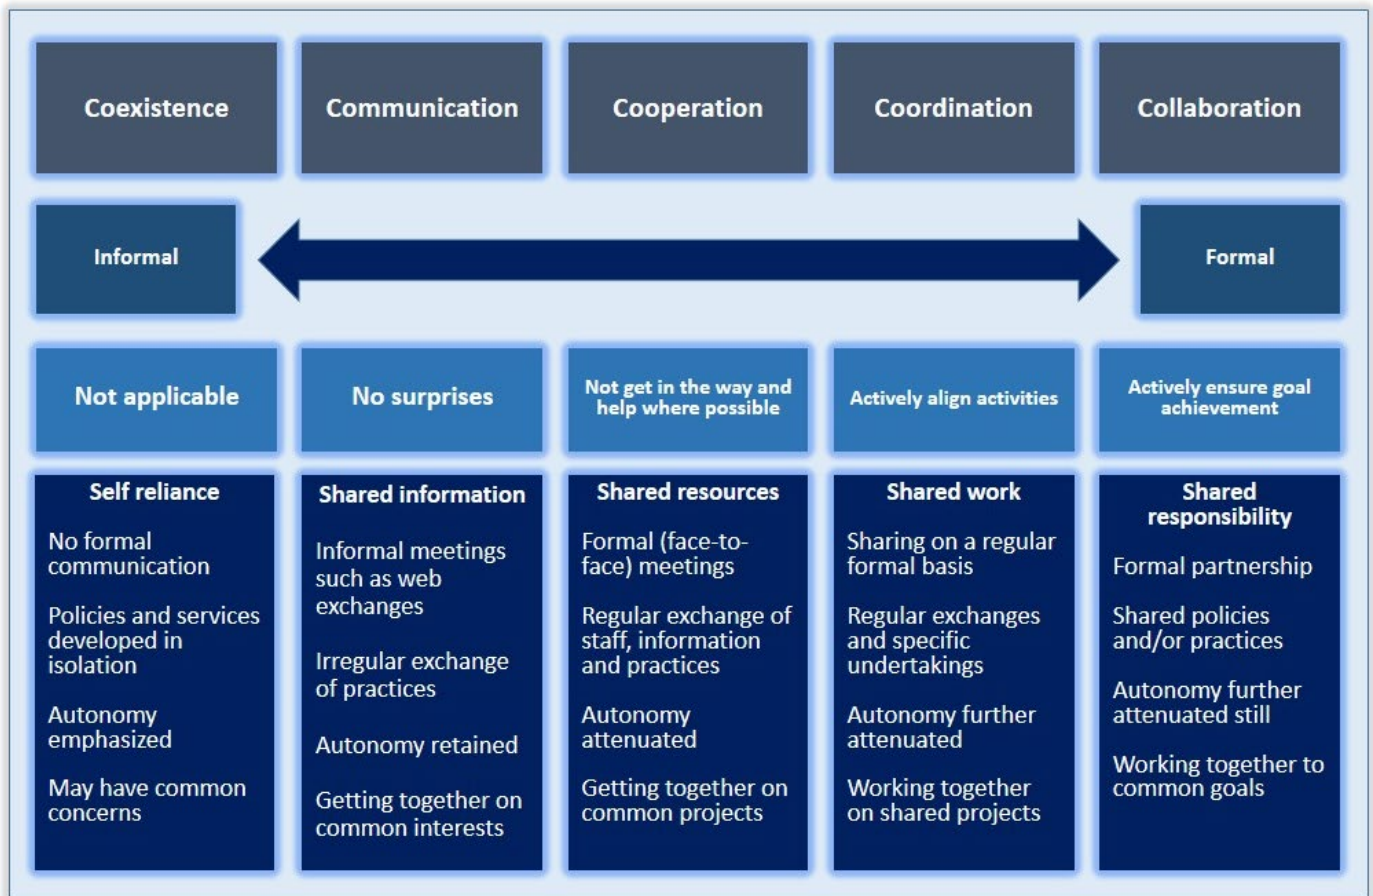 Coexistence
Communication
Cooperation
Coordination
Collaboration
Informal
Formal
Not applicable
No surprises
Not get in the way and
help where possible
Actively align activities
Actively ensure goal
achievement
Self reliance
No formal
communication
Policies and services
developed in
isolation
Autonomy
emphasized
May have common
concerns
Shared information
Informal meetings
such as web
exchanges
Irregular exchange
of practices
Autonomy retained
Getting together on
common interests
Shared resources
Formal (face-to-
face) meetings
Regular exchange of
staff, information
and practices
Autonomy
attenuated
Getting together on
common projects
Shared work
Sharing on a regular
formal basis
Regular exchanges
and specific
undertakings
Autonomy further
attenuated
Working together
on shared projects
Shared
responsibility
Formal partnership
Shared policies
and/or practices
Autonomy further
attenuated still
Working together to
common goals